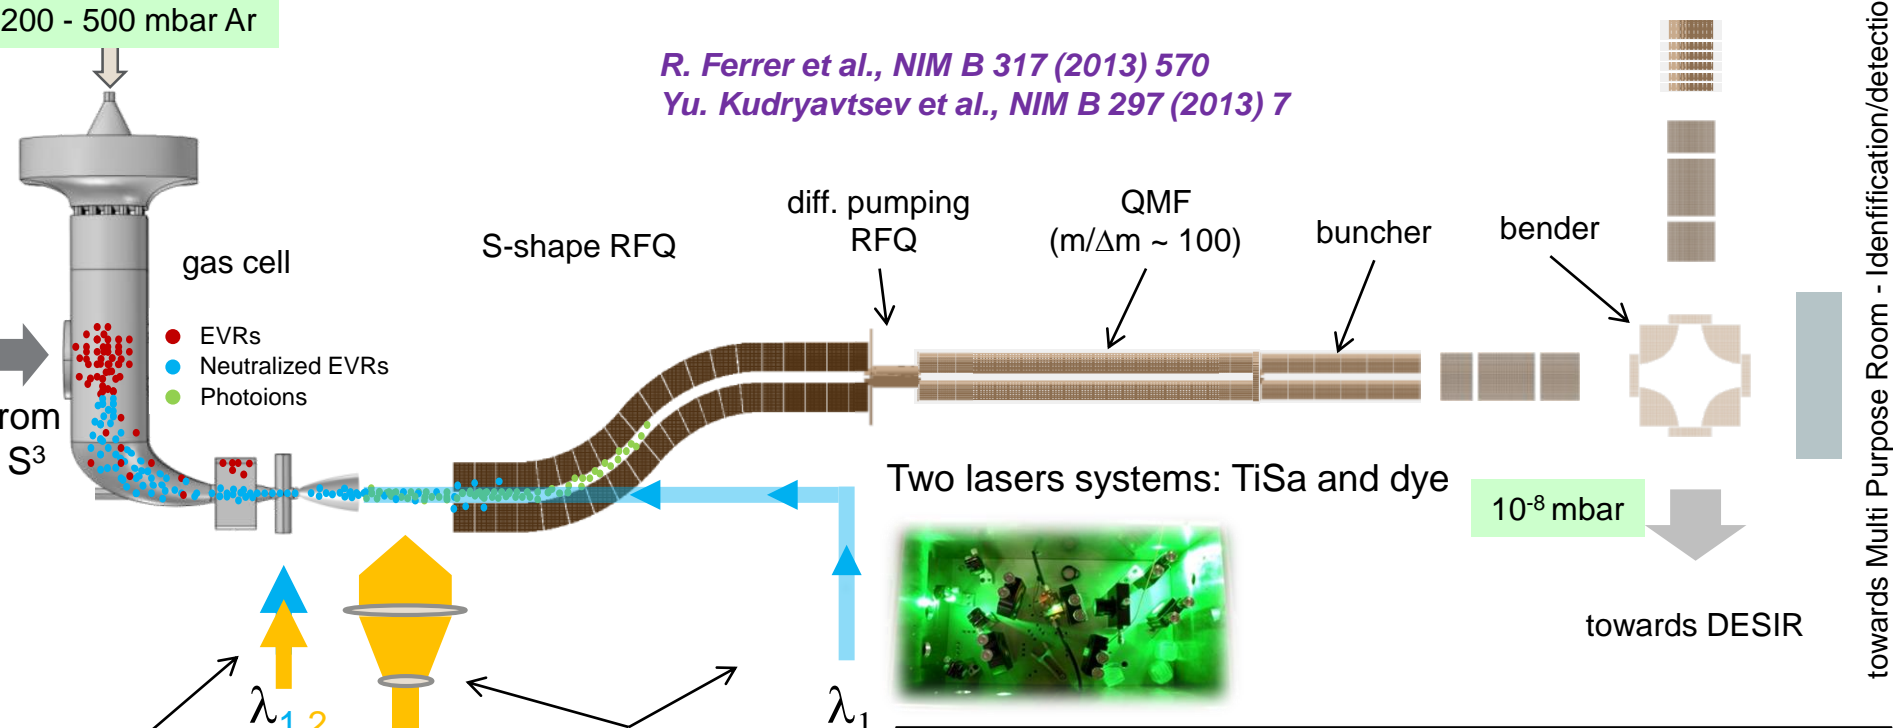 200 - 500 mbar Ar
R. Ferrer et al., NIM B 317 (2013) 570
Yu. Kudryavtsev et al., NIM B 297 (2013) 7
diff. pumping
RFQ
QMF
(m/Δm ~ 100)
buncher
bender
S-shape RFQ
gas cell
EVRs
Neutralized EVRs
Photoions
rom
S³
Two lasers systems: TiSa and dye
10⁻⁸ mbar
towards DESIR
λ₁,₂
λ₁
towards Multi Purpose Room - Idenfification/detectio